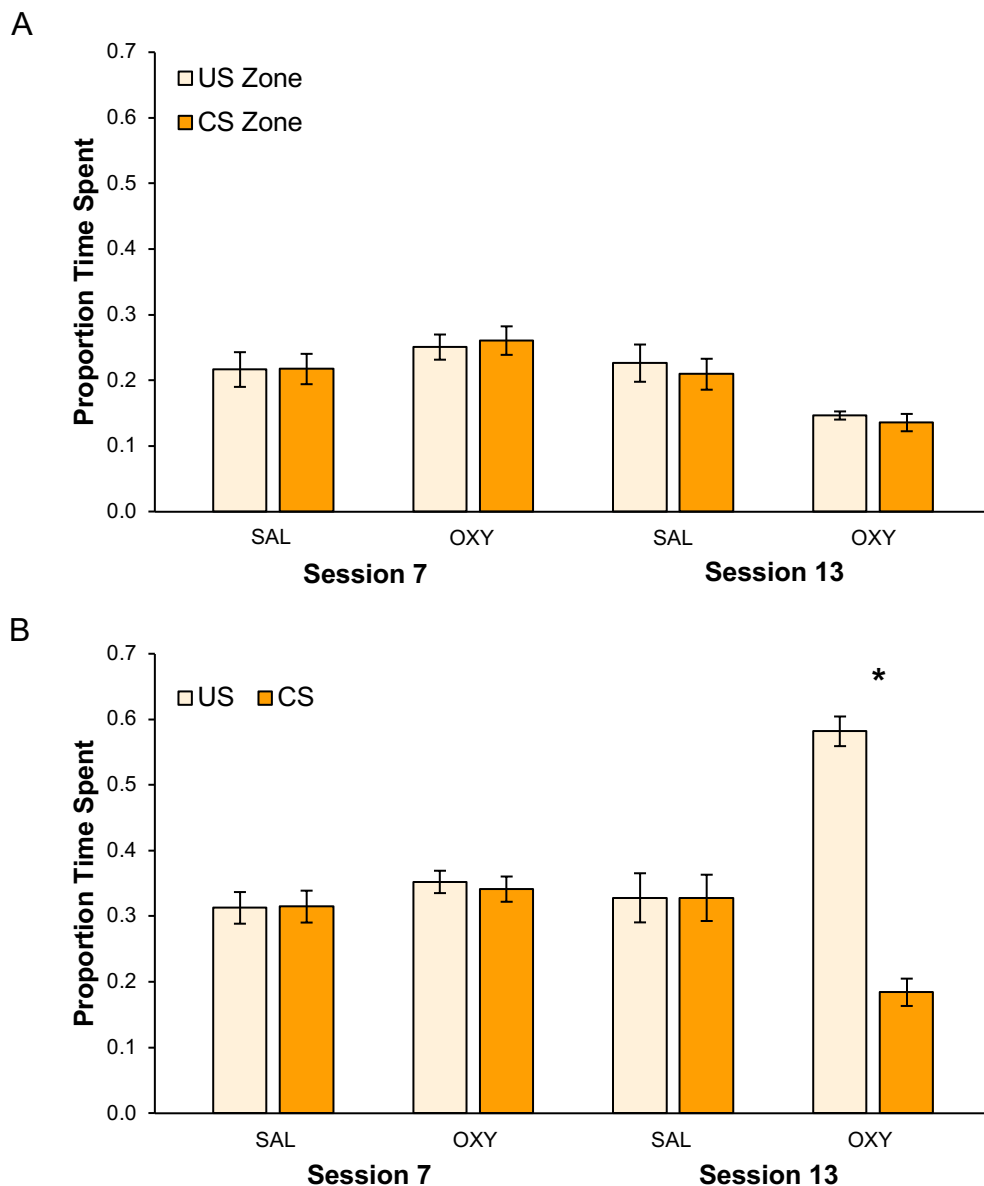 A
0.7
US Zone
0.6
CS Zone
0.5
0.4
0.3
0.2
0.1
0.0
Proportion Time Spent
SAL OXY SAL OXY
Session 7 Session 13
B
0.7
*
US CS
0.6
0.5
0.4
0.3
0.2
0.1
0.0
Proportion Time Spent
SAL OXY SAL OXY
Session 7 Session 13